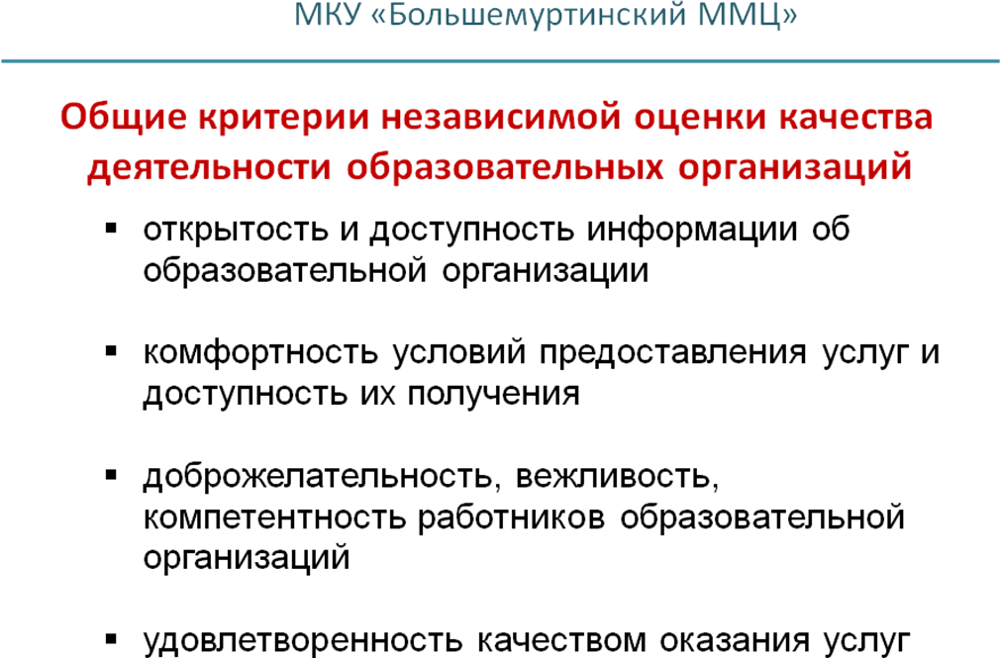 МКУ «Большемуртинский ММЦ»
Общие критерии независимой оценки качества
деятельности образовательных организаций
▪ открытость и доступность информации об
образовательной организации
▪ комфортность условий предоставления услуг и
доступность их получения
▪ доброжелательность, вежливость,
компетентность работников образовательной
организаций
▪ удовлетворенность качеством оказания услуг